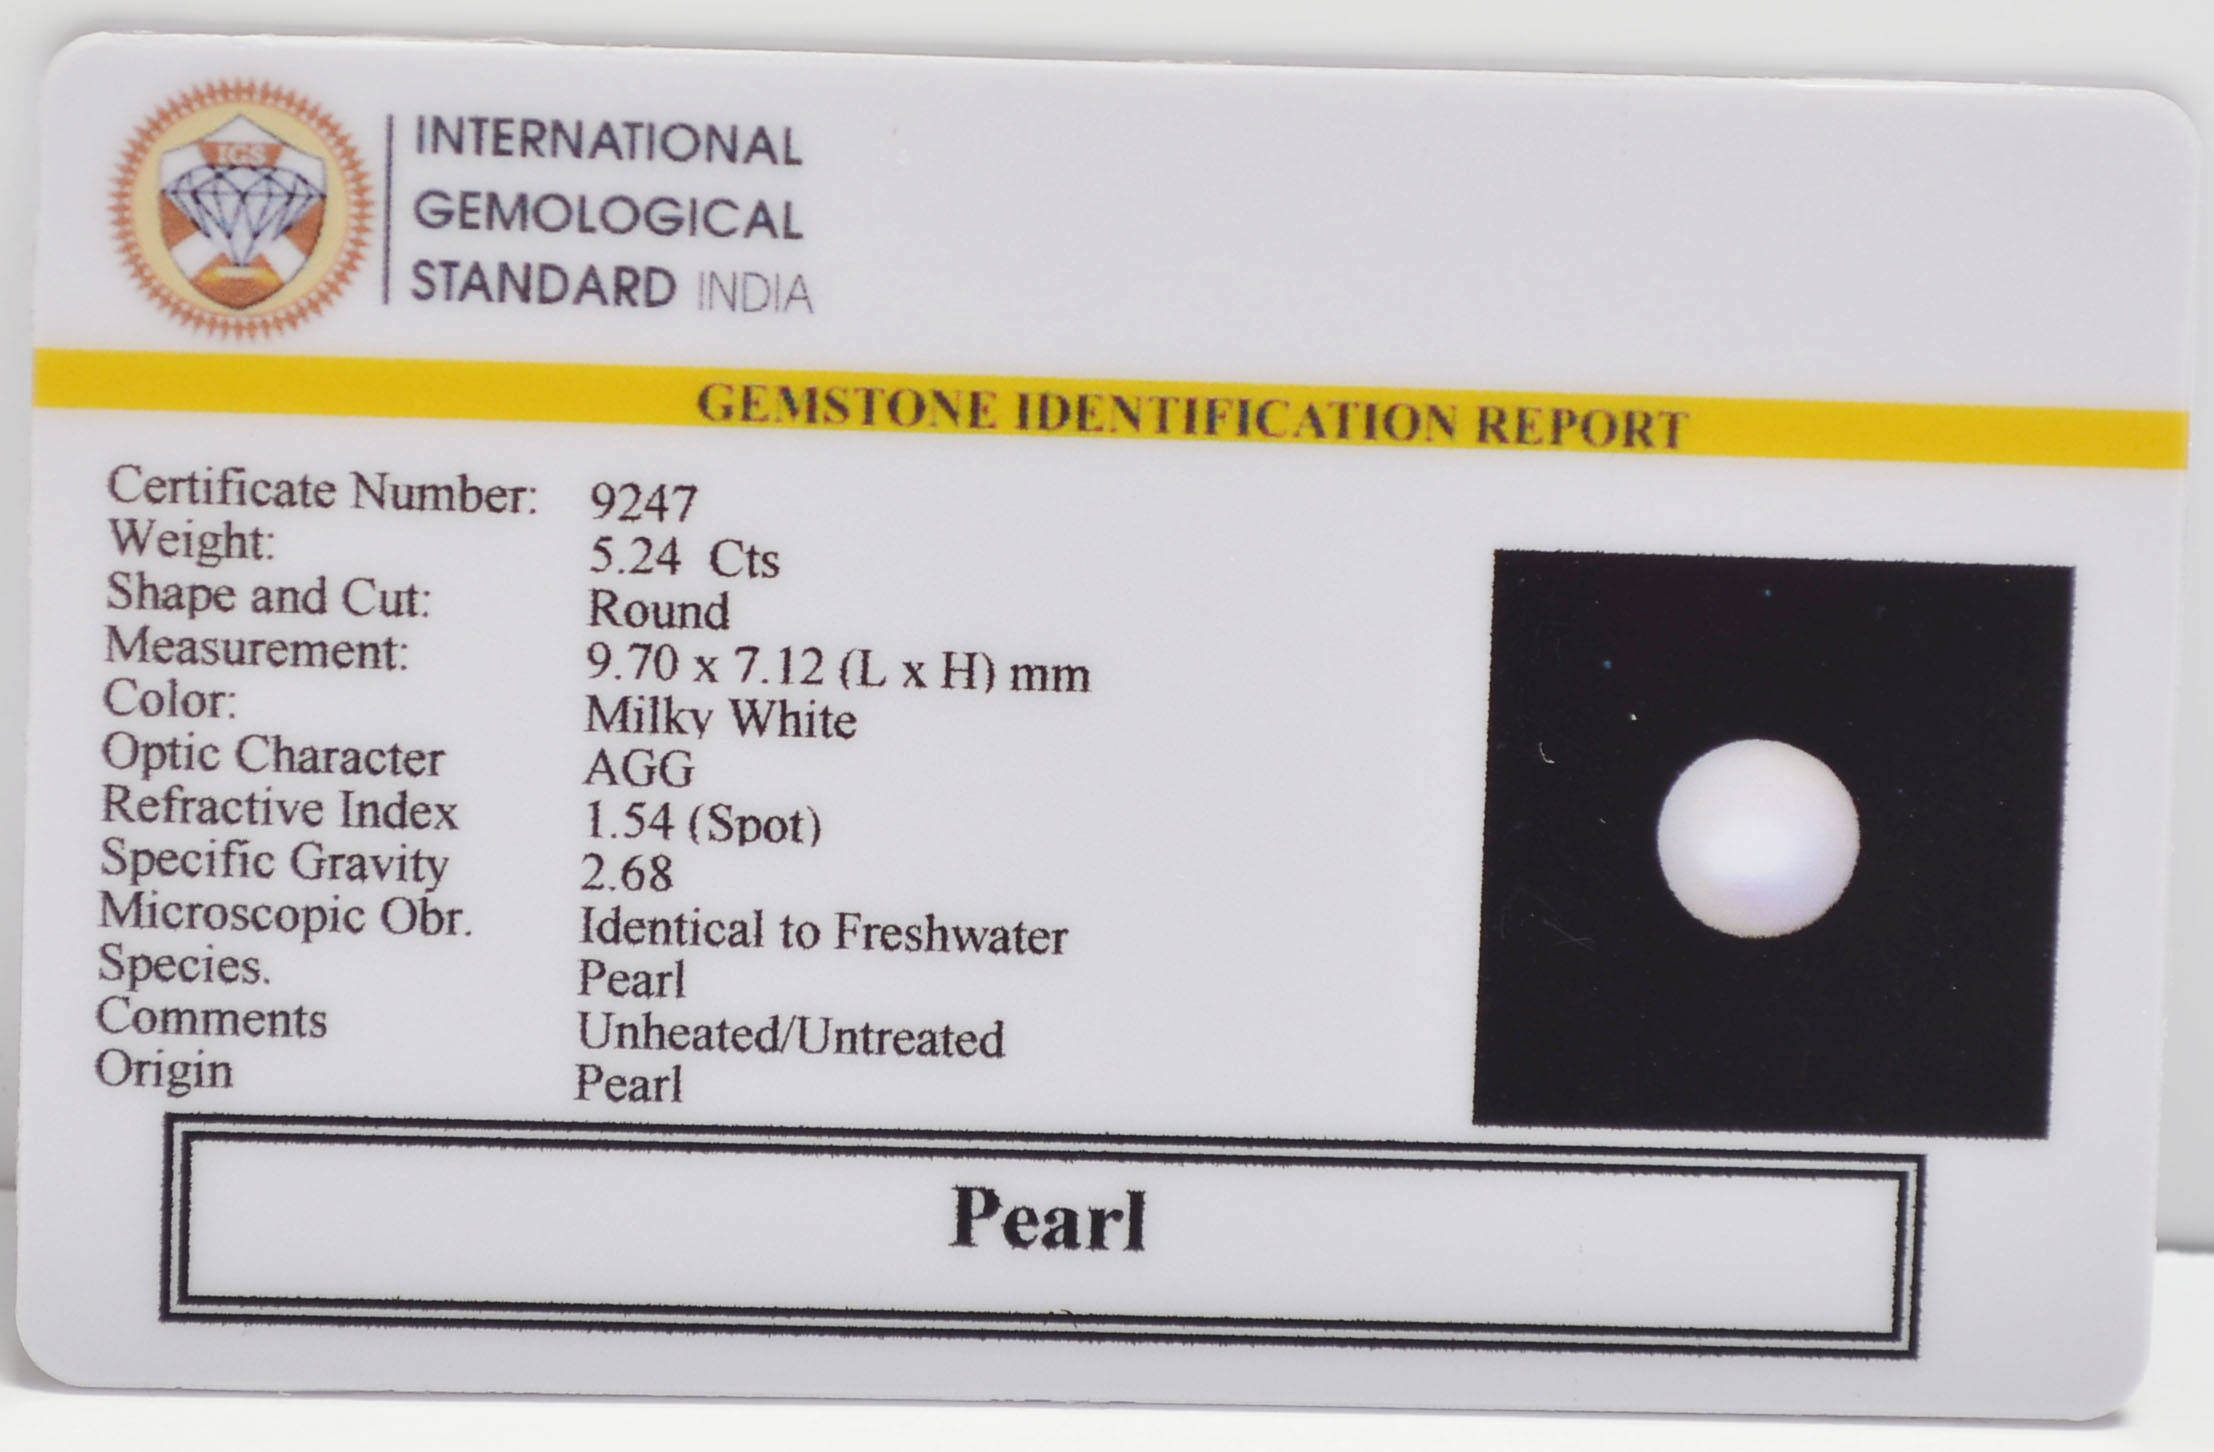 IGS
INTERNATIONAL
GEMOLOGICAL
STANDARD INDIA
GEMSTONE IDENTIFICATION REPORT
Certificate Number: 9247
Weight: 5.24 Cts
Shape and Cut: Round
Measurement: 9.70 x 7.12 (L x H) mm
Color: Milky White
Optic Character AGG
Refractive Index 1.54 (Spot)
Specific Gravity 2.68
Microscopic Obr. Identical to Freshwater
Species. Pearl
Comments Unheated/Untreated
Origin Pearl
Pearl